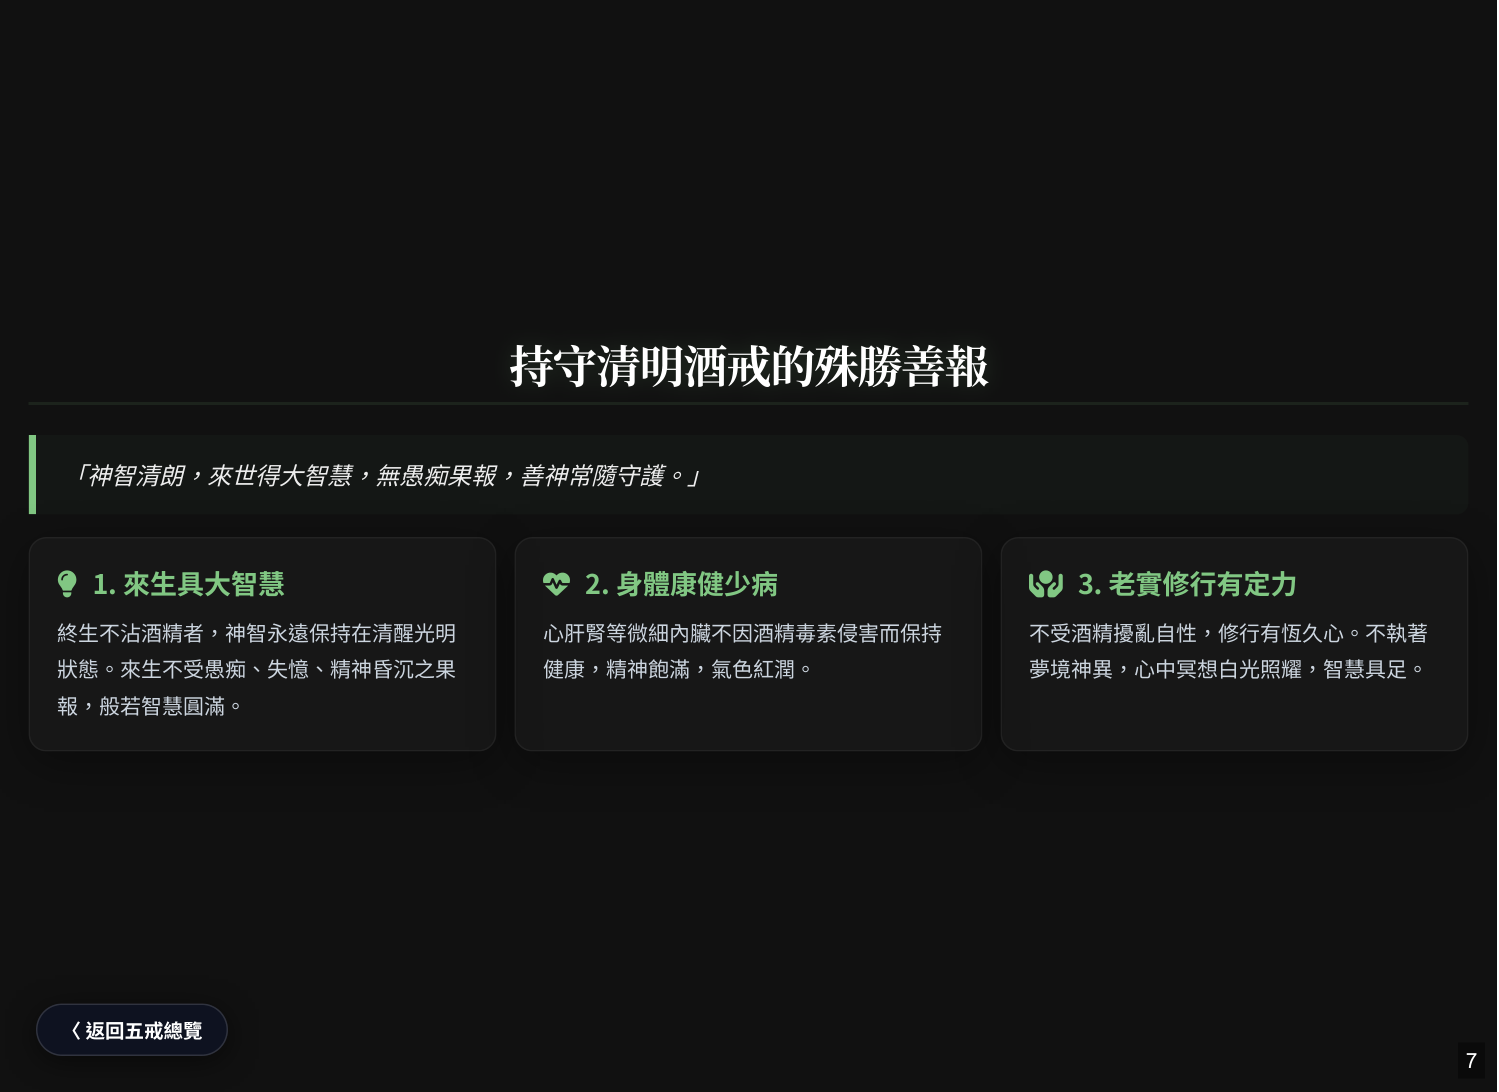 持守清明酒戒的殊勝善報
「神智清朗，來世得大智慧，無愚痴果報，善神常隨守護。」
1. 來生具大智慧
終生不沾酒精者，神智永遠保持在清醒光明
狀態。來生不受愚痴、失憶、精神昏沉之果
報，般若智慧圓滿。
2. 身體康健少病
心肝腎等微細內臟不因酒精毒素侵害而保持
健康，精神飽滿，氣色紅潤。
3. 老實修行有定力
不受酒精擾亂自性，修行有恆久心。不執著
夢境神異，心中冥想白光照耀，智慧具足。
〈 返回五戒總覽
7